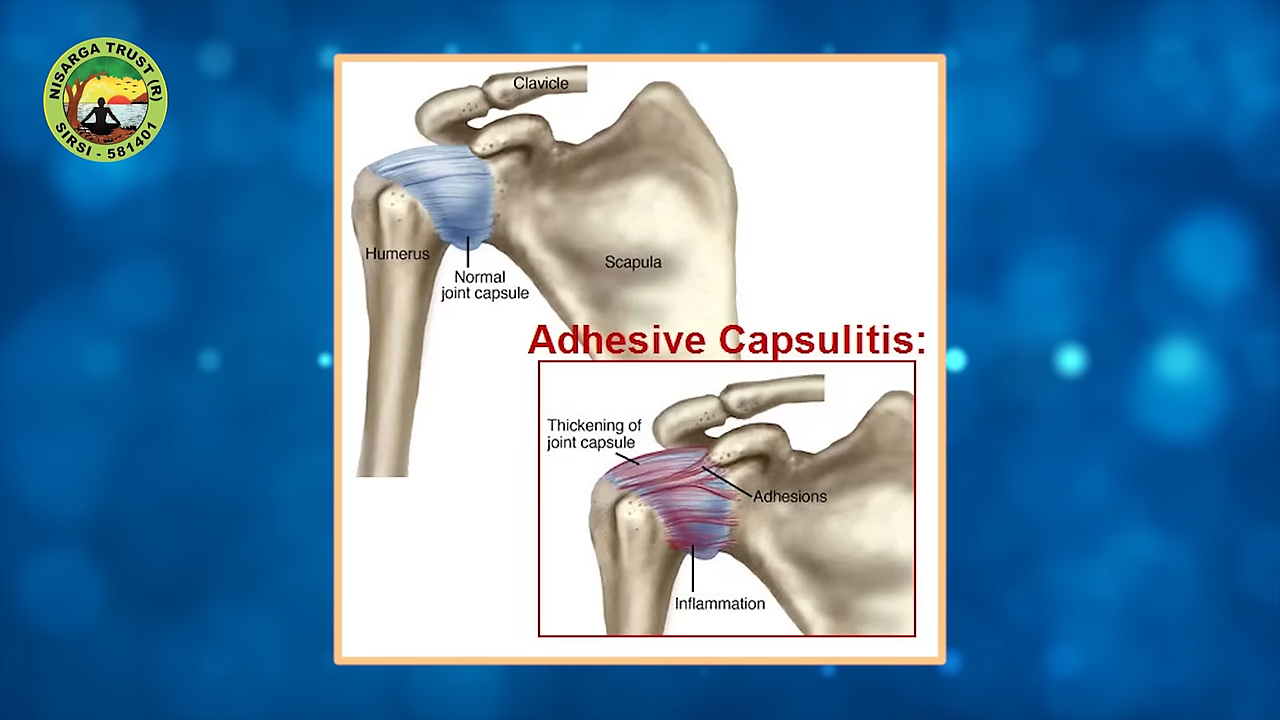 NISARGA TRUST (R)
SIRSI - 581401
Clavicle
Humerus
Scapula
Normal
joint capsule
Adhesive Capsulitis:
Thickening of
joint capsule
Adhesions
Inflammation